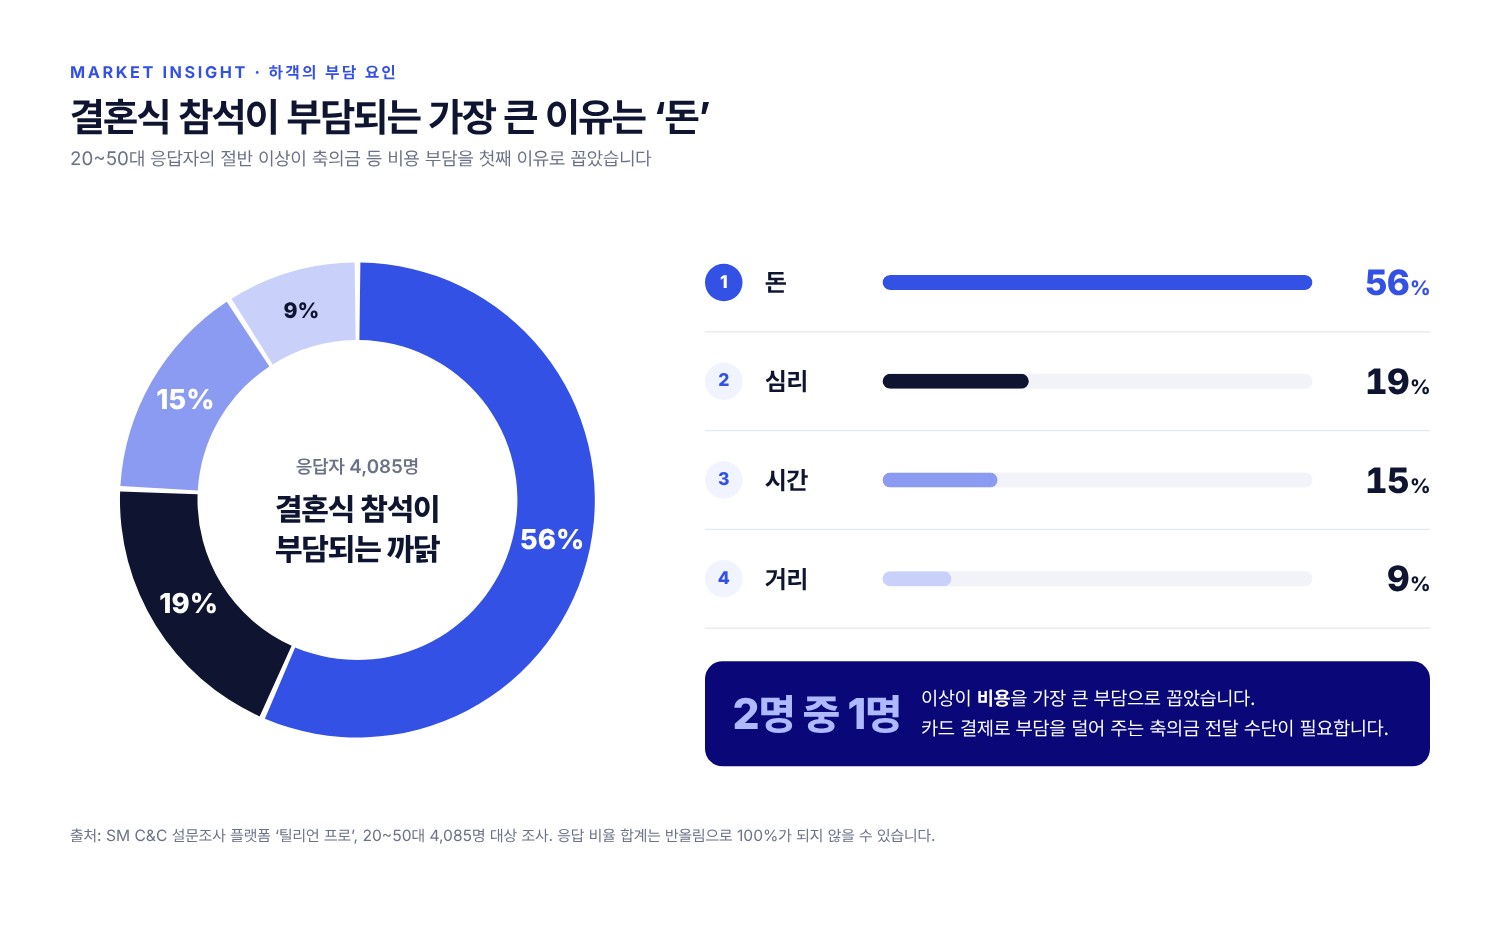 MARKET INSIGHT · 하객의 부담 요인
결혼식 참석이 부담되는 가장 큰 이유는 ‘돈’
20~50대 응답자의 절반 이상이 축의금 등 비용 부담을 첫째 이유로 꼽았습니다
9%
15%
56%
19%
응답자 4,085명
결혼식 참석이
부담되는 까닭
1 돈 56%
2 심리 19%
3 시간 15%
4 거리 9%
2명 중 1명
이상이 비용을 가장 큰 부담으로 꼽았습니다.
카드 결제로 부담을 덜어 주는 축의금 전달 수단이 필요합니다.
출처: SM C&C 설문조사 플랫폼 ‘틸리언 프로’, 20~50대 4,085명 대상 조사. 응답 비율 합계는 반올림으로 100%가 되지 않을 수 있습니다.